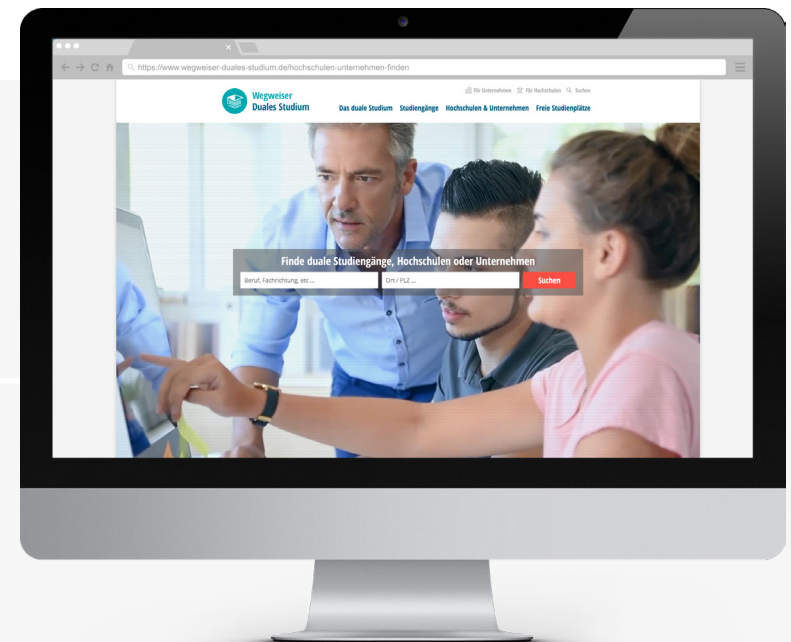 https://www.wegweiser-duales-studium.de/hochschulen-unternehmen-finden
Für Unternehmen Für Hochschulen Suchen
Wegweiser
Duales Studium
Das duale Studium Studiengänge Hochschulen & Unternehmen Freie Studienplätze
Finde duale Studiengänge, Hochschulen oder Unternehmen
Beruf, Fachrichtung, etc ... Ort / PLZ ... Suchen